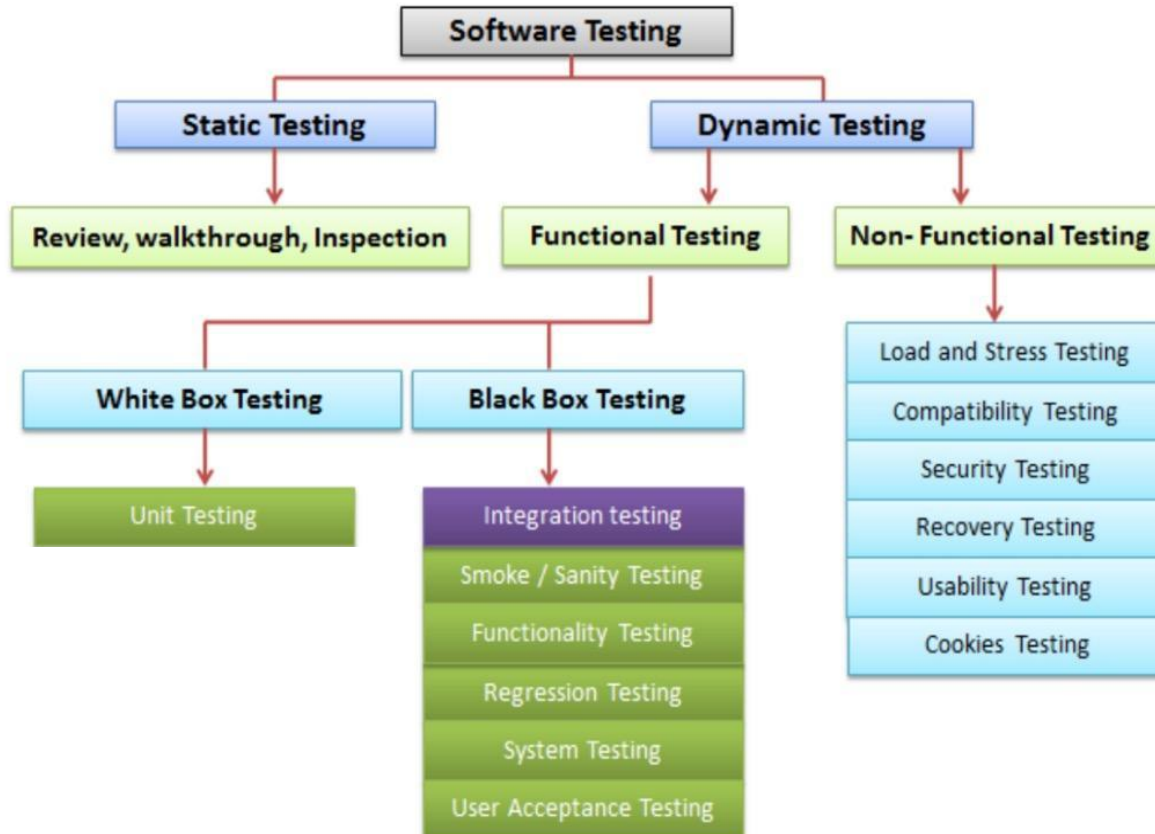 Software Testing
Static Testing
Dynamic Testing
Review, walkthrough, Inspection
Functional Testing
Non- Functional Testing
White Box Testing
Black Box Testing
Unit Testing
Integration testing
Smoke / Sanity Testing
Functionality Testing
Regression Testing
System Testing
User Acceptance Testing
Load and Stress Testing
Compatibility Testing
Security Testing
Recovery Testing
Usability Testing
Cookies Testing